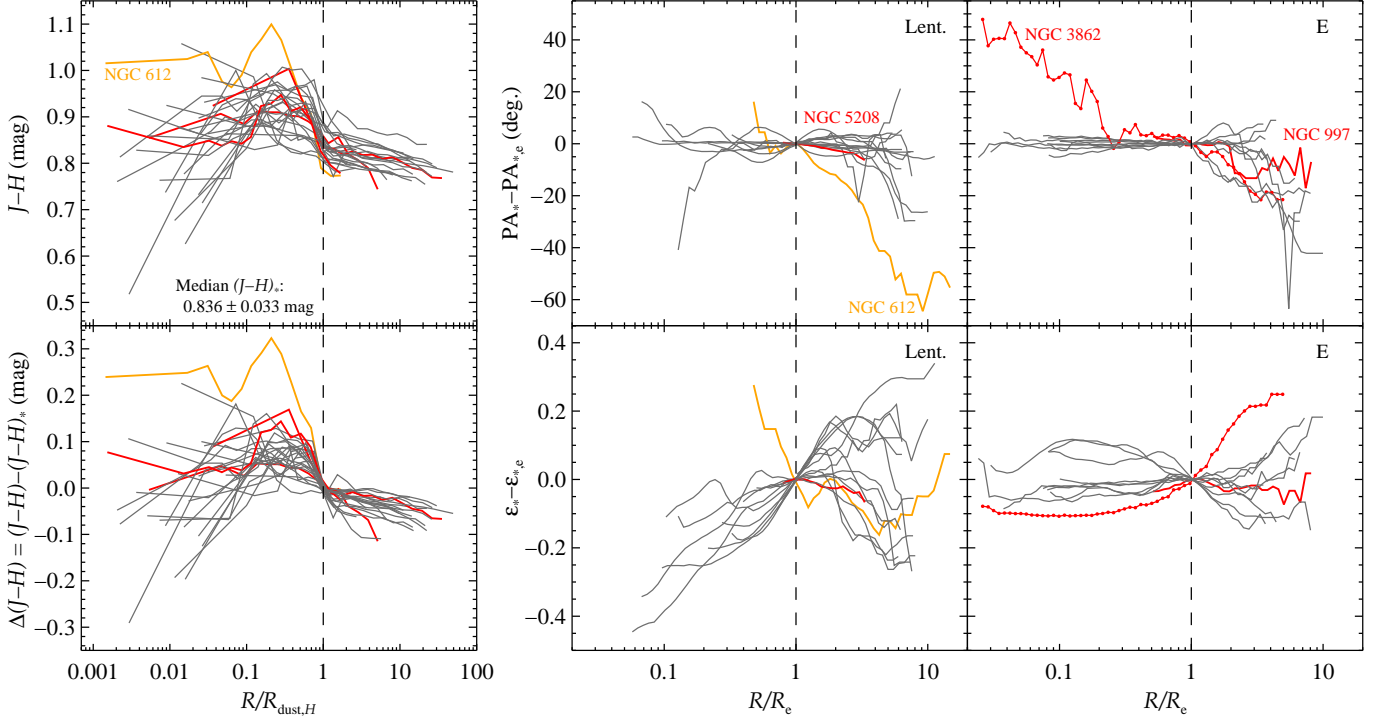 1.1
1.0
0.9
0.8
0.7
0.6
0.5
J−H (mag)
NGC 612
Median (J−H)*:
0.836 ± 0.033 mag
0.3
0.2
0.1
0.0
−0.1
−0.2
−0.3
Δ(J−H) = (J−H)−(J−H)* (mag)
0.001 0.01 0.1 1 10 100
R/Rdust,H
40
20
0
−20
−40
−60
PA*−PA*,e (deg.)
Lent.
NGC 5208
NGC 612
E
NGC 3862
NGC 997
0.4
0.2
0.0
−0.2
−0.4
ε*−ε*,e
Lent.
E
0.1 1 10
R/Re
0.1 1 10
R/Re